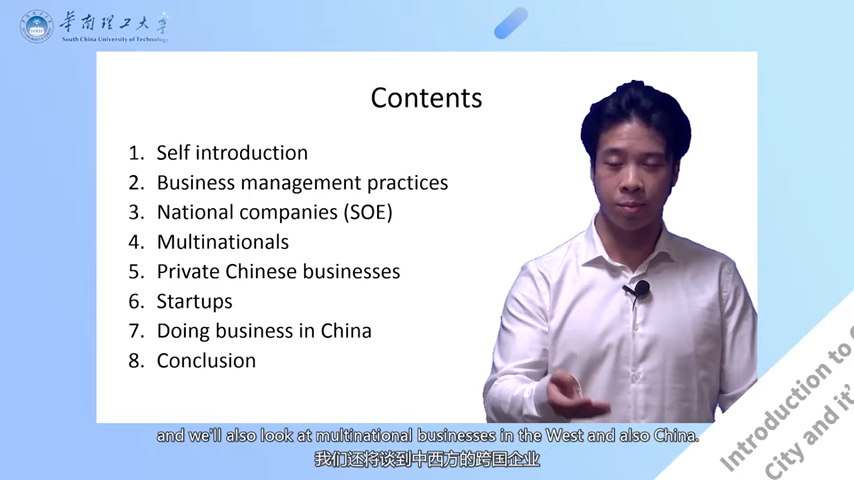 华南理工大学
South China University of Technology
Contents
1. Self introduction
2. Business management practices
3. National companies (SOE)
4. Multinationals
5. Private Chinese businesses
6. Startups
7. Doing business in China
8. Conclusion
Introduction to
City and it'
and we'll also look at multinational businesses in the West and also China.
我们还将谈到中西方的跨国企业